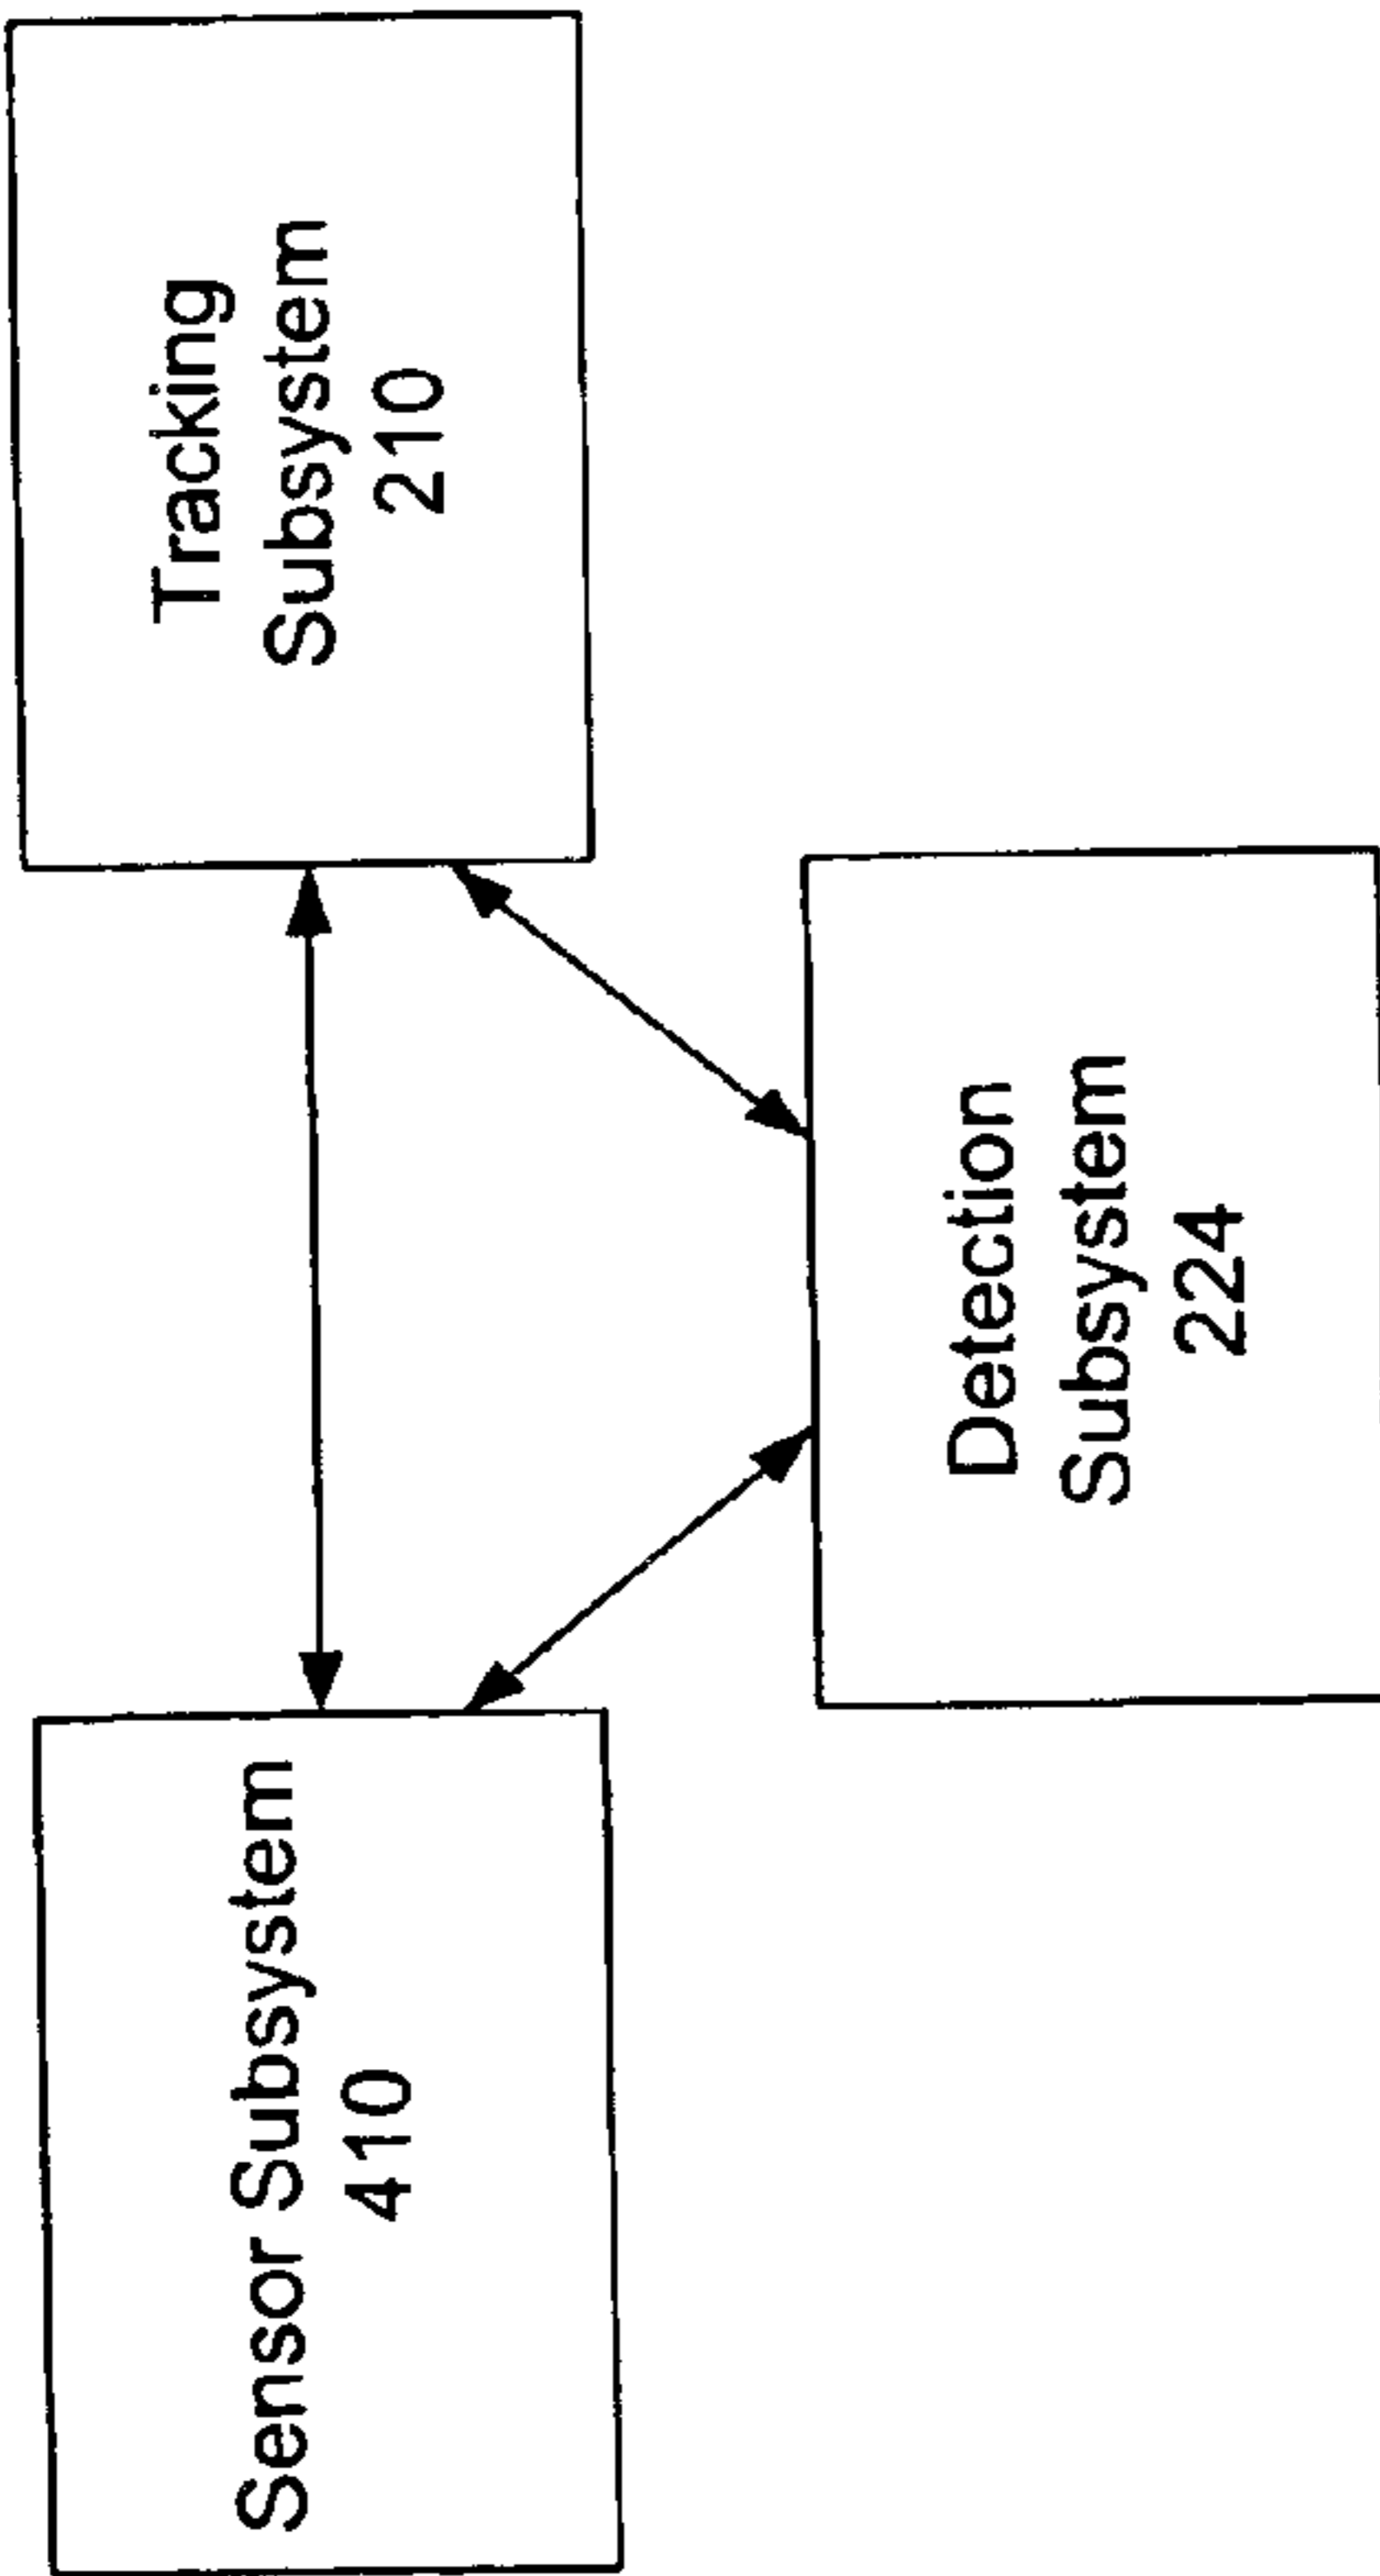 Sensor Subsystem
410
Tracking
Subsystem
210
Detection
Subsystem
224